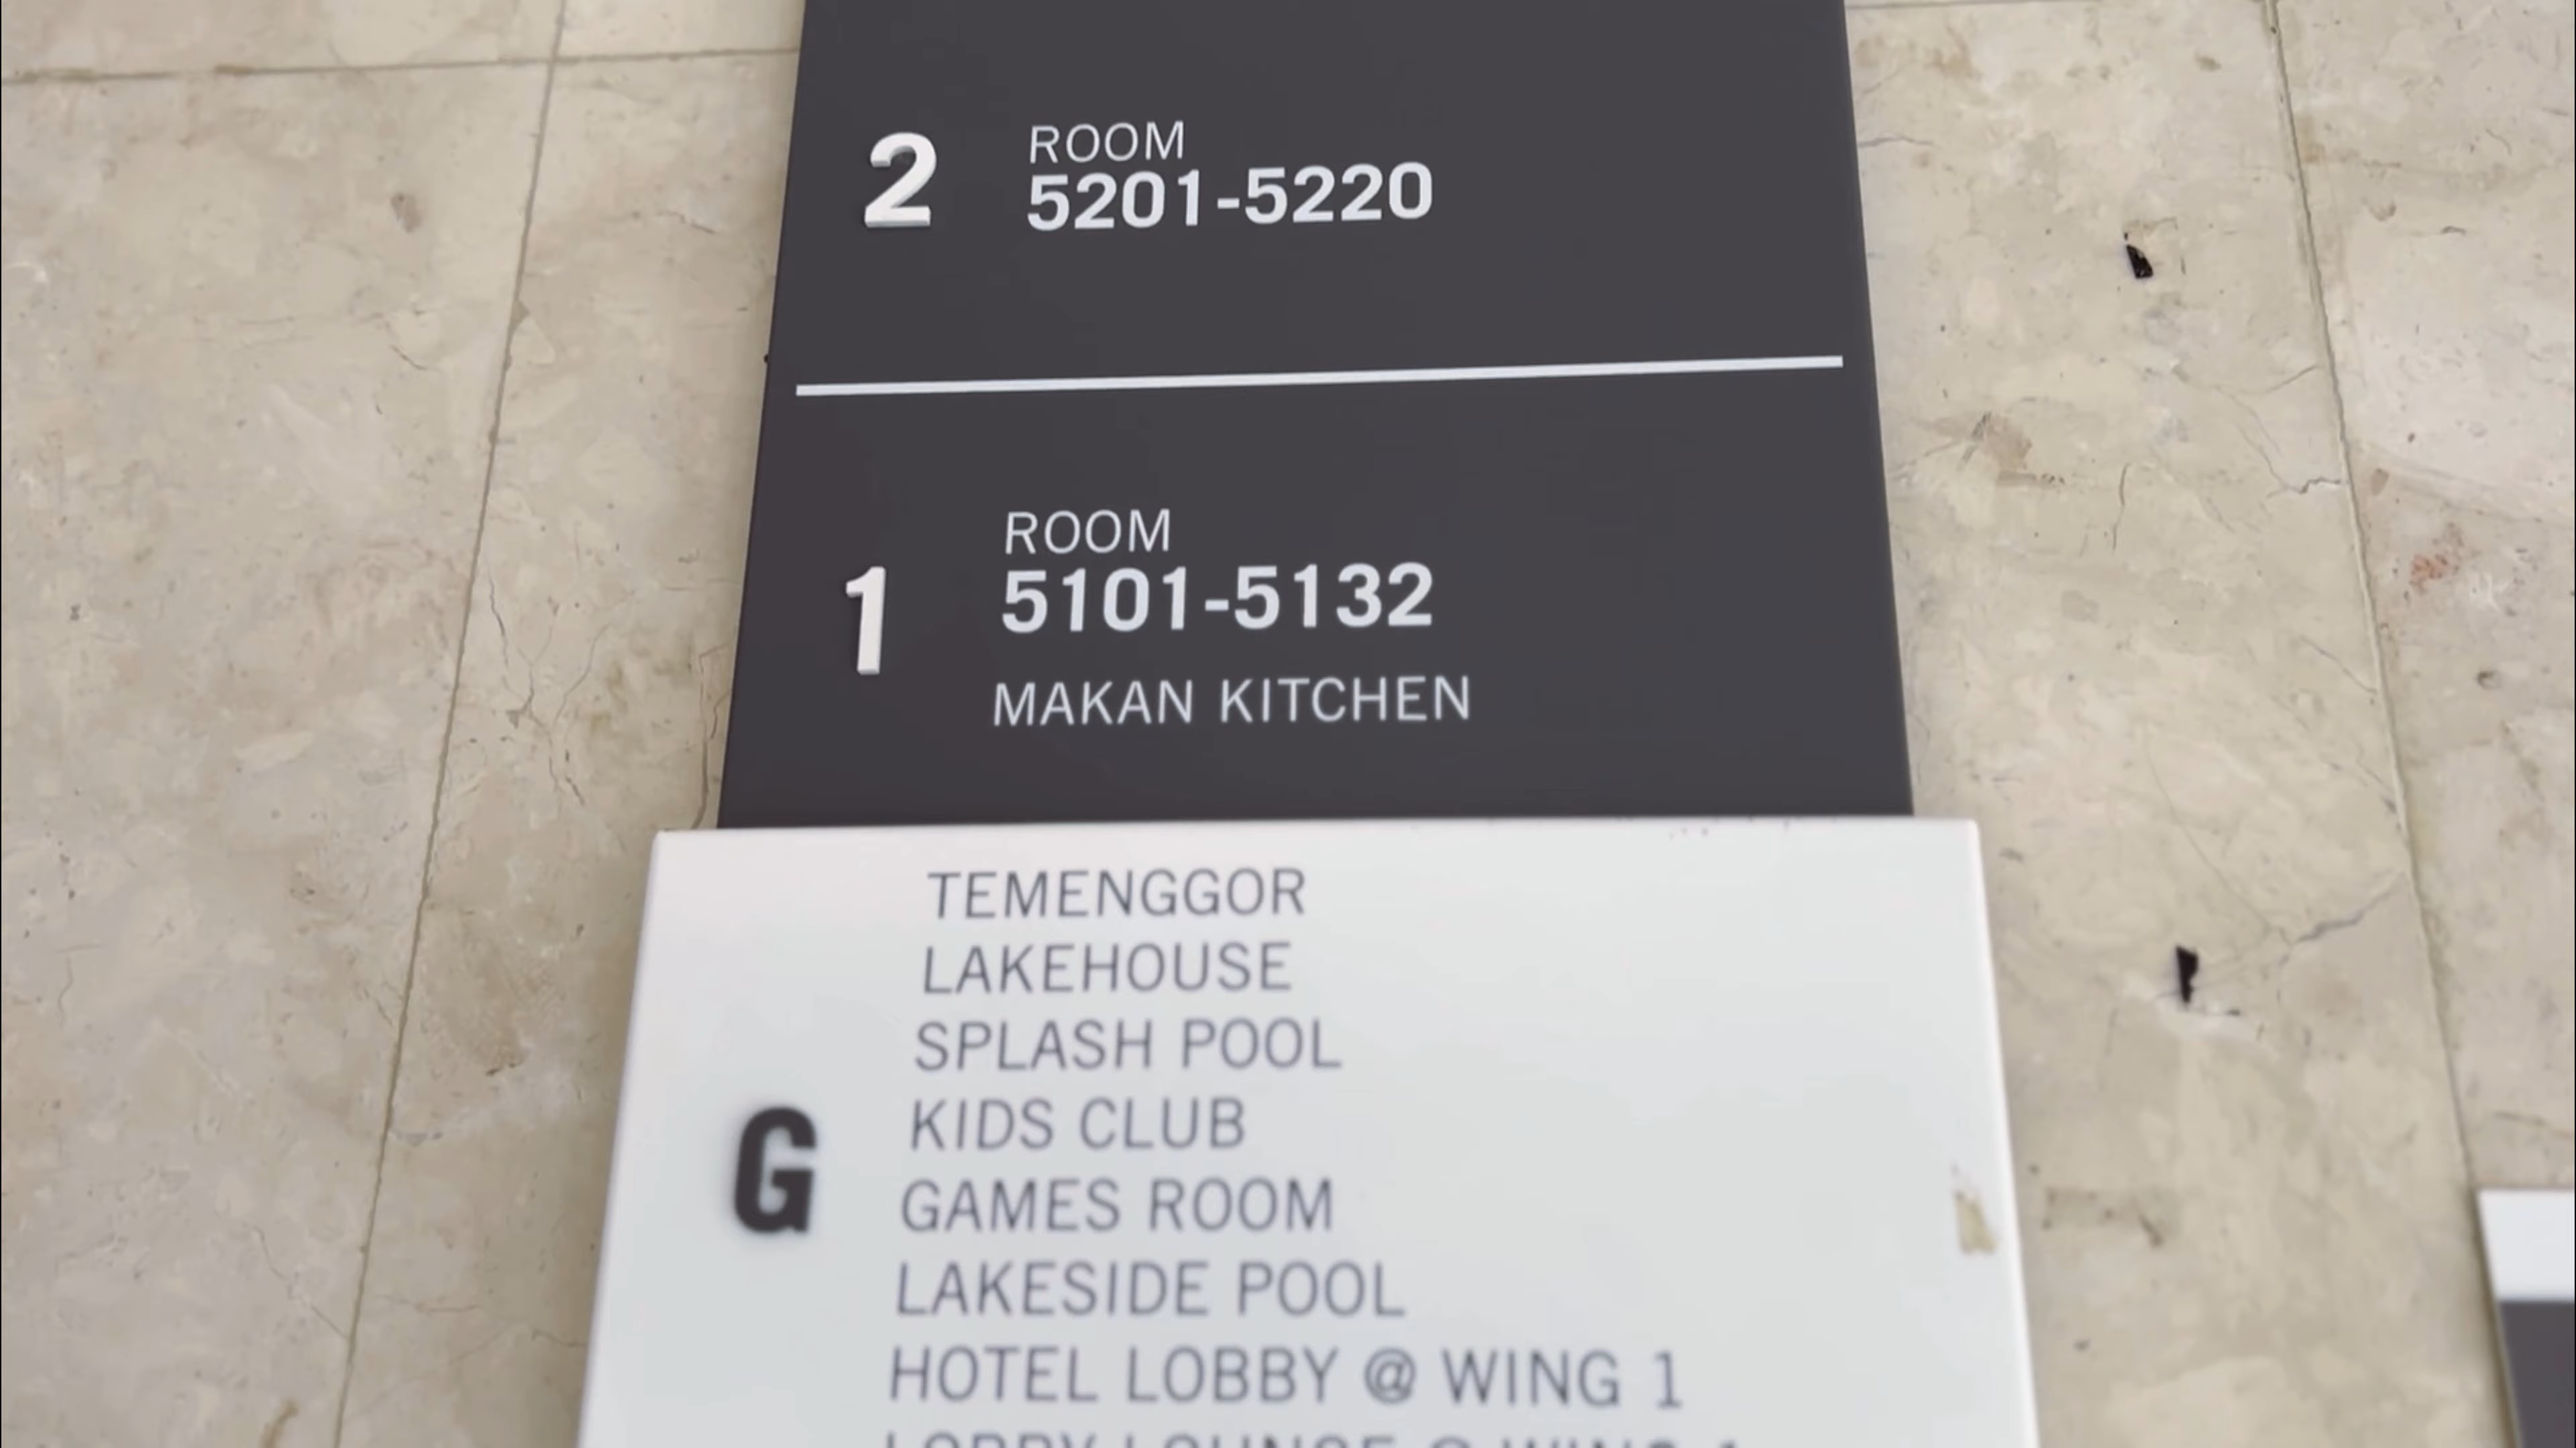 2
ROOM
5201-5220
1
ROOM
5101-5132
MAKAN KITCHEN
G
TEMENGGOR
LAKEHOUSE
SPLASH POOL
KIDS CLUB
GAMES ROOM
LAKESIDE POOL
HOTEL LOBBY @ WING 1
LOBBY LOUNGE @ WING 1